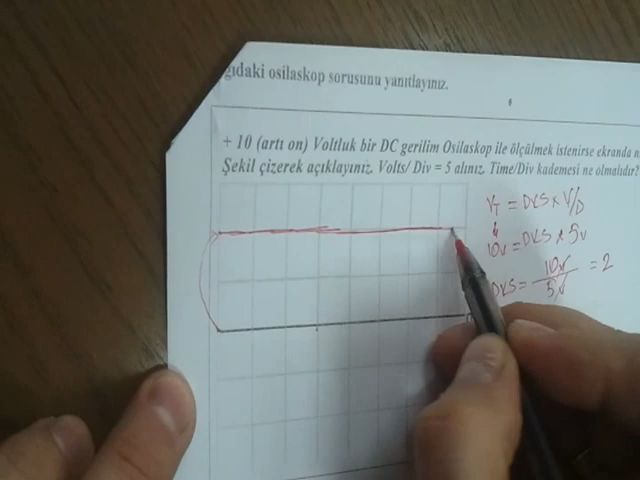 gıdaki osilaskop sorusunu yanıtlayınız.
+ 10 (artı on) Voltluk bir DC gerilim Osilaskop ile ölçülmek istenirse ekranda n
Şekil çizerek açıklayınız. Volts/ Div = 5 alınız. Time/Div kademesi ne olmalıdır?
VT = DKS x V/D
10V = DKS x 5V
DKS = 10V / 5V = 2